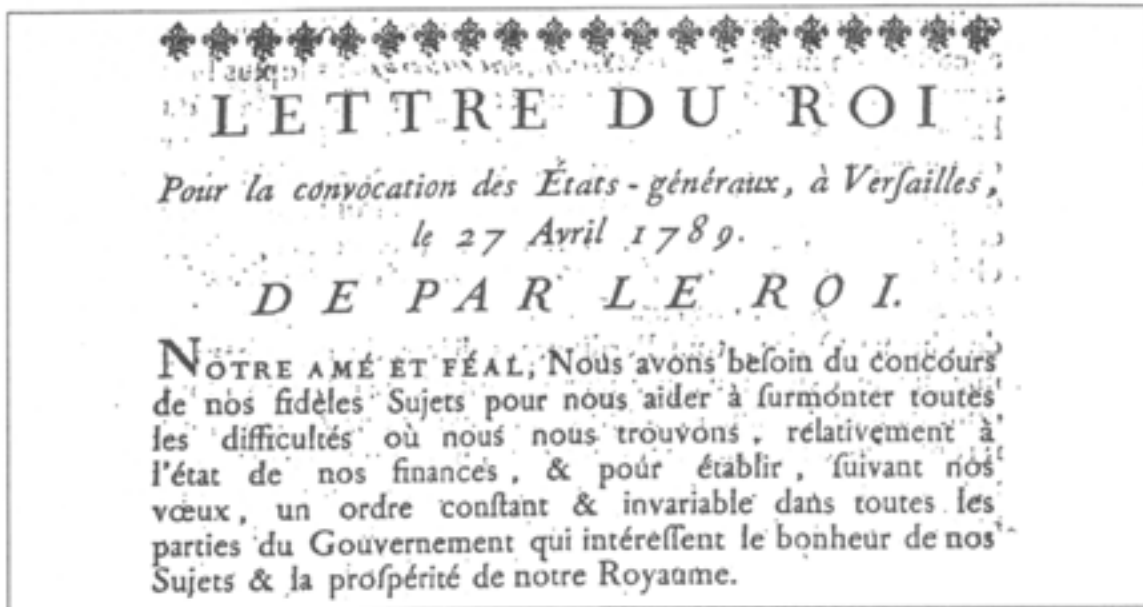 LETTRE DU ROI
Pour la convocation des États-généraux, à Verſailles,
le 27 Avril 1789.
DE PAR LE ROI.
NOTRE AMÉ ET FÉAL, Nous avons beſoin du concours
de nos fidèles Sujets pour nous aider à ſurmonter toutes
les difficultés où nous nous trouvons, rélativement à
l'état de nos finances, & pour établir, ſuivant nos
vœux, un ordre conſtant & invariable dans toutes les
parties du Gouvernement qui intéreſſent le bonheur de nos
Sujets & la proſpérité de notre Royaume.